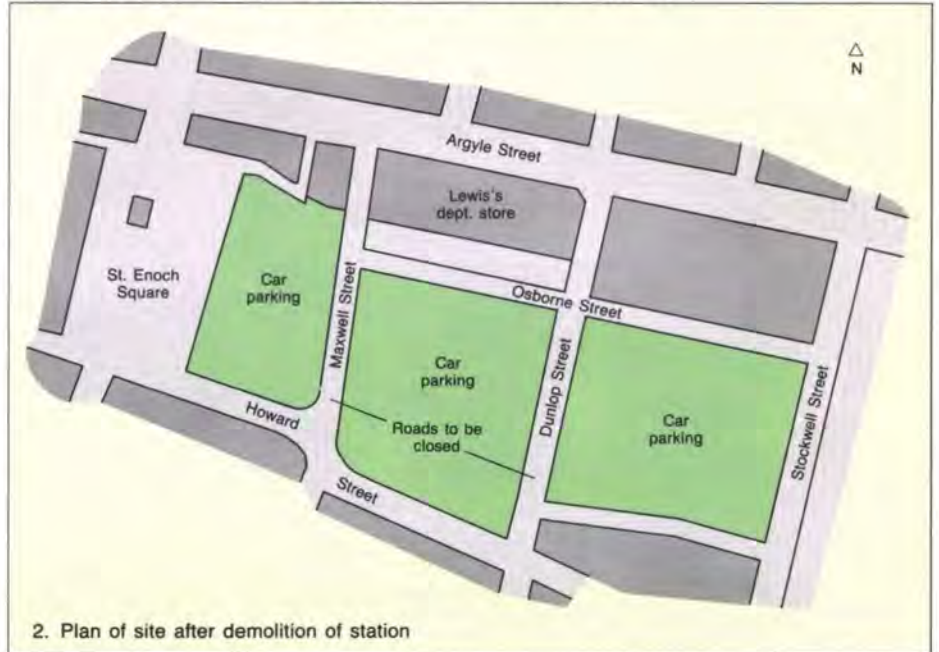 △
N
Argyle Street
Lewis's
dept. store
St. Enoch
Square
Car
parking
Maxwell Street
Osborne Street
Car
parking
Dunlop Street
Car
parking
Stockwell Street
Howard
Street
Roads to be
closed
2. Plan of site after demolition of station